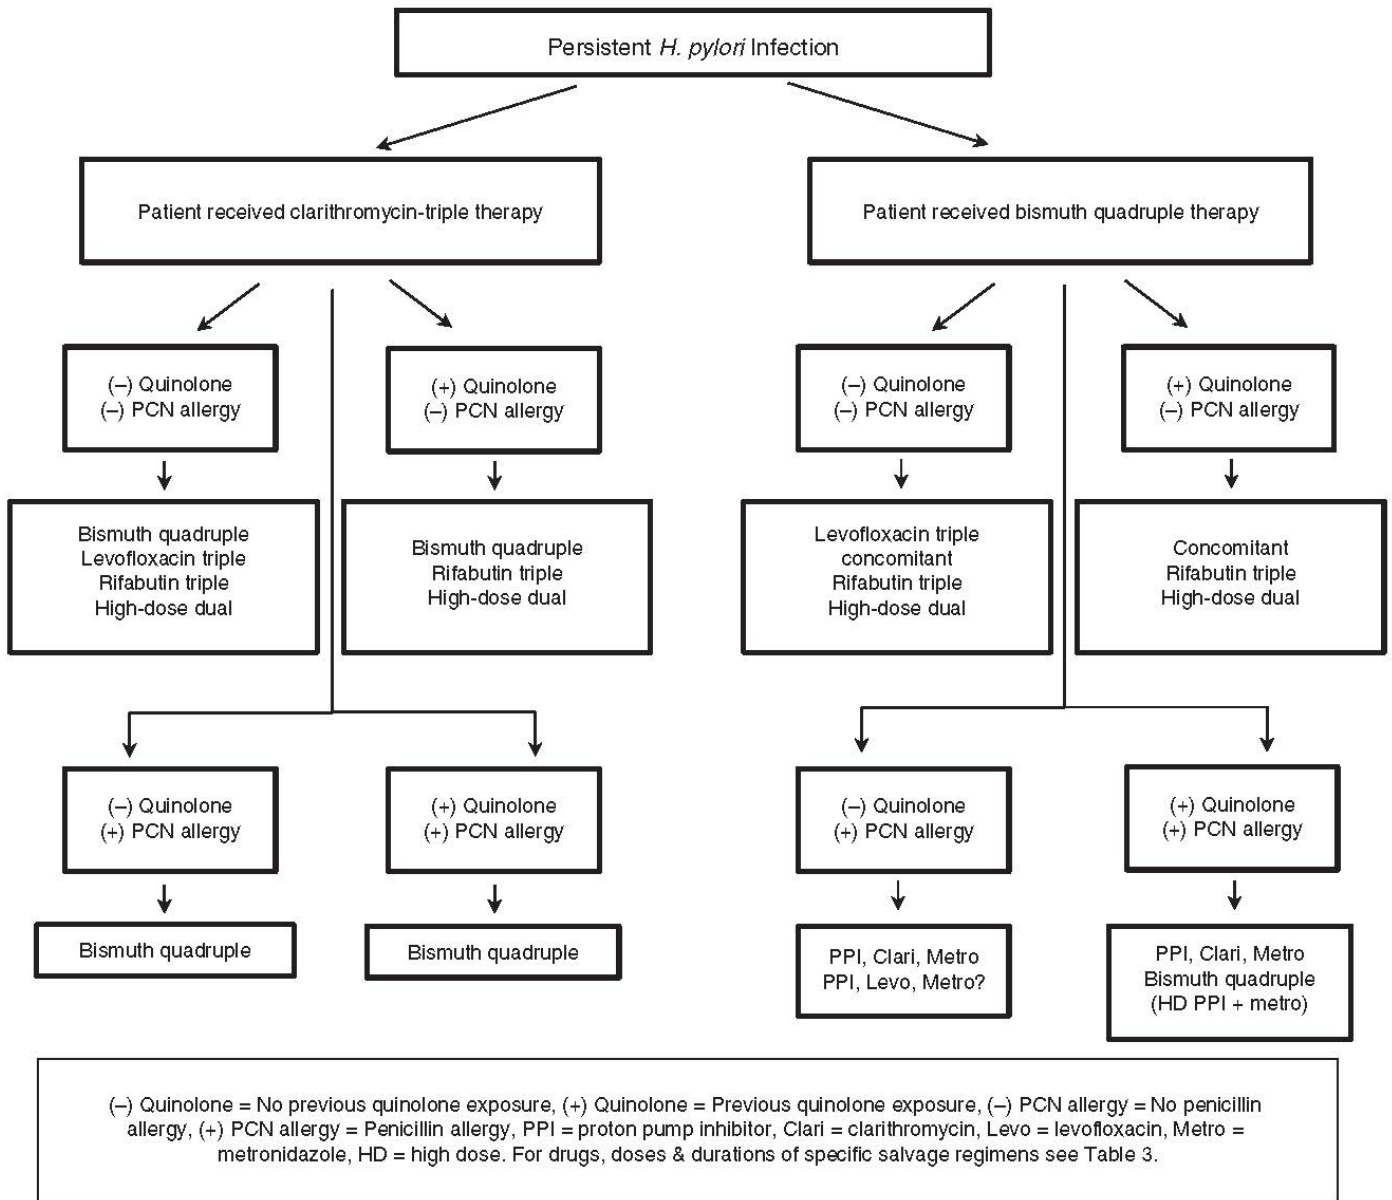 Persistent H. pylori Infection
Patient received clarithromycin-triple therapy
Patient received bismuth quadruple therapy
(–) Quinolone
(–) PCN allergy
(+) Quinolone
(–) PCN allergy
(–) Quinolone
(–) PCN allergy
(+) Quinolone
(–) PCN allergy
Bismuth quadruple
Levofloxacin triple
Rifabutin triple
High-dose dual
Bismuth quadruple
Rifabutin triple
High-dose dual
Levofloxacin triple
concomitant
Rifabutin triple
High-dose dual
Concomitant
Rifabutin triple
High-dose dual
(–) Quinolone
(+) PCN allergy
(+) Quinolone
(+) PCN allergy
(–) Quinolone
(+) PCN allergy
(+) Quinolone
(+) PCN allergy
Bismuth quadruple
Bismuth quadruple
PPI, Clari, Metro
PPI, Levo, Metro?
PPI, Clari, Metro
Bismuth quadruple
(HD PPI + metro)
(–) Quinolone = No previous quinolone exposure, (+) Quinolone = Previous quinolone exposure, (–) PCN allergy = No penicillin
allergy, (+) PCN allergy = Penicillin allergy, PPI = proton pump inhibitor, Clari = clarithromycin, Levo = levofloxacin, Metro =
metronidazole, HD = high dose. For drugs, doses & durations of specific salvage regimens see Table 3.